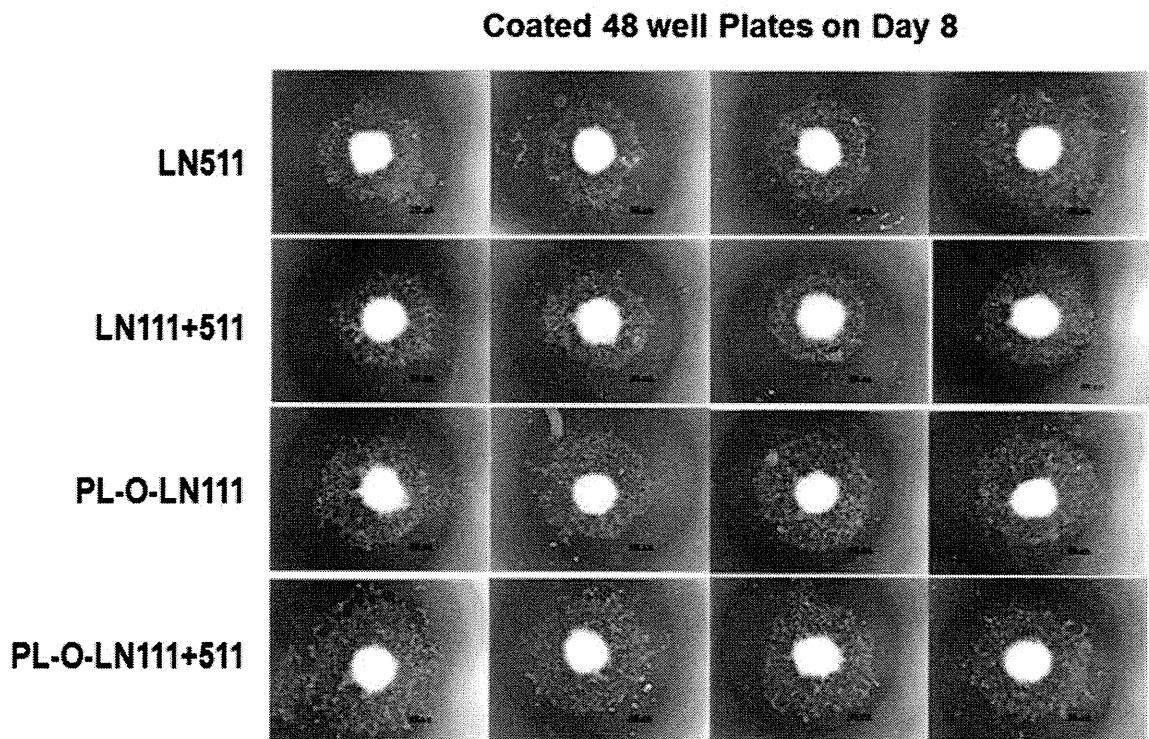 Coated 48 well Plates on Day 8
LN511
LN111+511
PL-O-LN111
PL-O-LN111+511